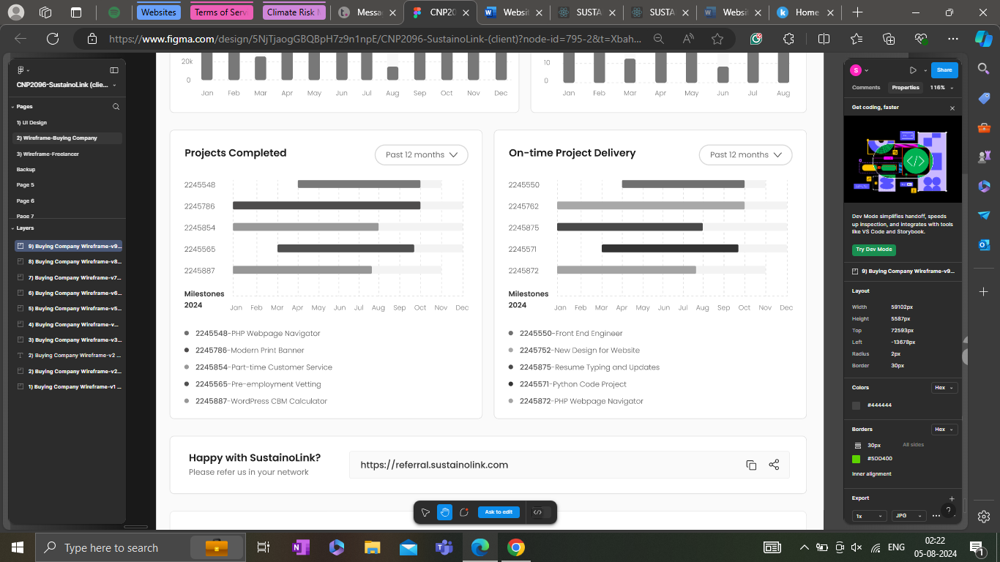 Websites
Terms of Serv
Climate Risk M
Messa
CNP20
Websit
SUSTA
SUSTA
Websit
Home
https://www.figma.com/design/5NjTjaogGBQBpH7z9n1npE/CNP2096-SustainoLink-(client)?node-id=795-2&t=Xbah...
CNP2096-SustainoLink (clie...
Pages
1) UI Design
2) Wireframe-Buying Company
3) Wireframe-Freelancer
Backup
Page 5
Page 6
Page 7
Layers
9) Buying Company Wireframe-v9...
8) Buying Company Wireframe-v8...
7) Buying Company Wireframe-v7...
6) Buying Company Wireframe-v6...
5) Buying Company Wireframe-v5...
4) Buying Company Wireframe-v...
3) Buying Company Wireframe-v3...
2) Buying Company Wireframe-v2 ...
2) Buying Company Wireframe-v2...
1) Buying Company Wireframe-v1 ...
20k
0
Jan Feb Mar Apr May Jun Jul Aug Sep Oct Nov Dec
10
0
Jan Feb Mar Apr May Jun Jul Aug
Projects Completed
Past 12 months
2245548
2245786
2245854
2245565
2245887
Milestones
2024
Jan Feb Mar Apr May Jun Jul Aug Sep Oct Nov Dec
2245548-PHP Webpage Navigator
2245786-Modern Print Banner
2245854-Part-time Customer Service
2245565-Pre-employment Vetting
2245887-WordPress CBM Calculator
On-time Project Delivery
Past 12 months
2245550
2245762
2245875
2245571
2245872
Milestones
2024
Jan Feb Mar Apr May Jun Jul Aug Sep Oct Nov Dec
2245550-Front End Engineer
2245752-New Design for Website
2245875-Resume Typing and Updates
2245571-Python Code Project
2245872-PHP Webpage Navigator
Happy with SustainoLink?
Please refer us in your network
https://referral.sustainolink.com
Ask to edit
S
Share
Comments
Properties
116%
Get coding, faster
Dev Mode simplifies handoff, speeds
up inspection, and integrates with tools
like VS Code and Storybook.
Try Dev Mode
9) Buying Company Wireframe-v9...
Layout
Width 59102px
Height 5587px
Top 72593px
Left -13678px
Radius 2px
Border 30px
Colors
Hex
#444444
Borders
Hex
30px
All sides
#5DD400
Inner alignment
Export
1x
JPG
?
Type here to search
ENG
02:22
05-08-2024
1